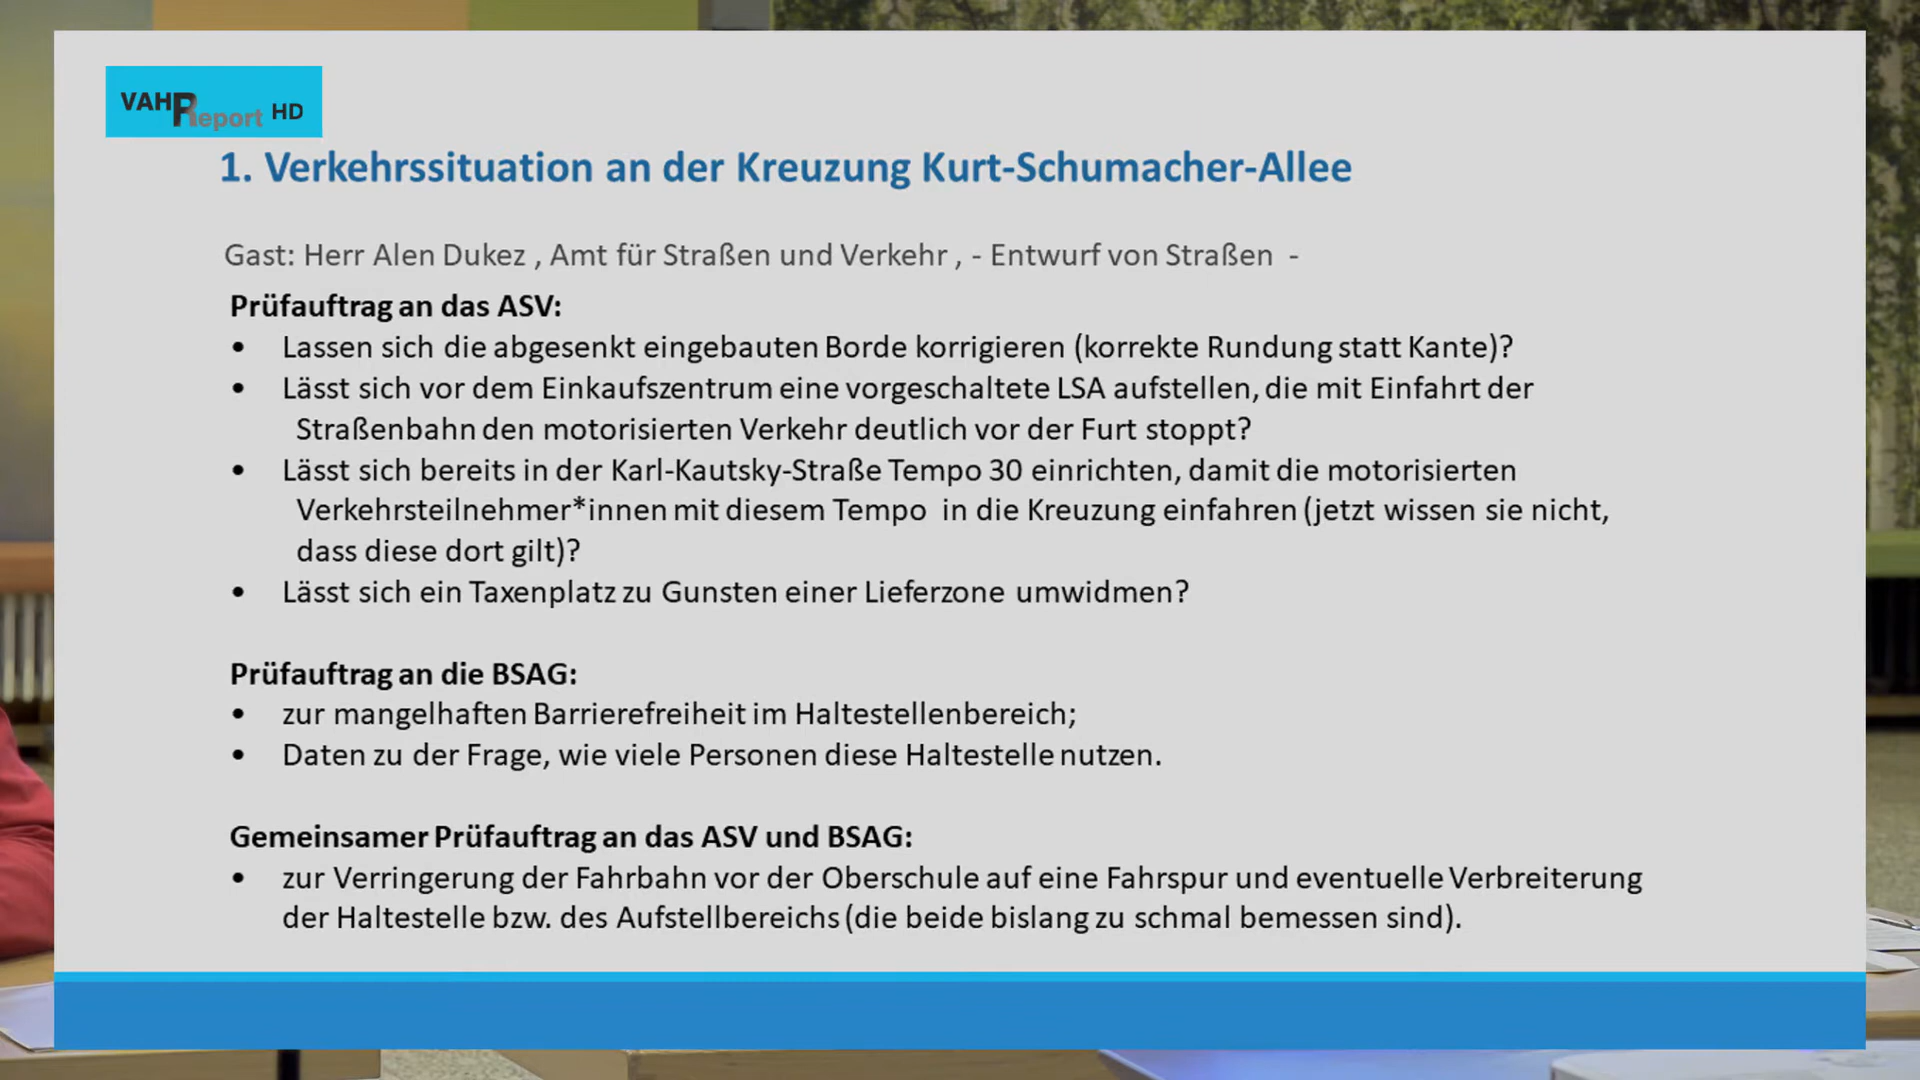 VAHReport HD
1. Verkehrssituation an der Kreuzung Kurt-Schumacher-Allee
Gast: Herr Alen Dukez , Amt für Straßen und Verkehr , - Entwurf von Straßen -
Prüfauftrag an das ASV:
• Lassen sich die abgesenkt eingebauten Borde korrigieren (korrekte Rundung statt Kante)?
• Lässt sich vor dem Einkaufszentrum eine vorgeschaltete LSA aufstellen, die mit Einfahrt der
Straßenbahn den motorisierten Verkehr deutlich vor der Furt stoppt?
• Lässt sich bereits in der Karl-Kautsky-Straße Tempo 30 einrichten, damit die motorisierten
Verkehrsteilnehmer*innen mit diesem Tempo in die Kreuzung einfahren (jetzt wissen sie nicht,
dass diese dort gilt)?
• Lässt sich ein Taxenplatz zu Gunsten einer Lieferzone umwidmen?
Prüfauftrag an die BSAG:
• zur mangelhaften Barrierefreiheit im Haltestellenbereich;
• Daten zu der Frage, wie viele Personen diese Haltestelle nutzen.
Gemeinsamer Prüfauftrag an das ASV und BSAG:
• zur Verringerung der Fahrbahn vor der Oberschule auf eine Fahrspur und eventuelle Verbreiterung
der Haltestelle bzw. des Aufstellbereichs (die beide bislang zu schmal bemessen sind).